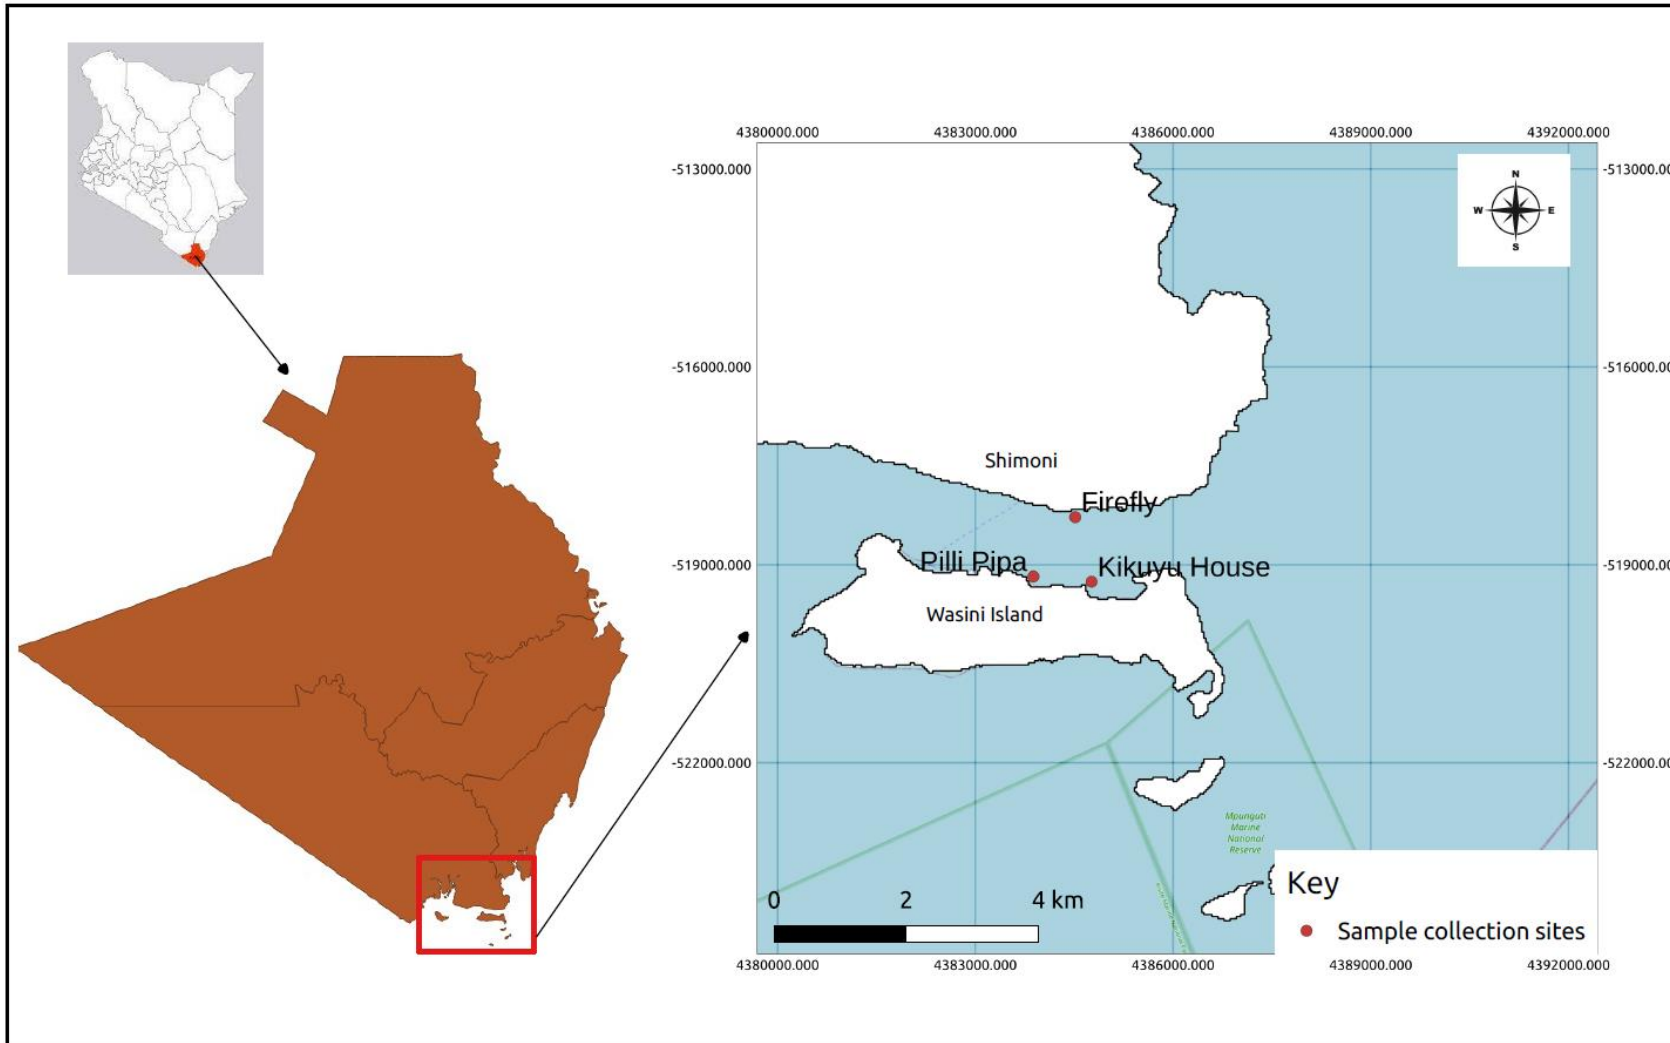 4380000.000 4383000.000 4386000.000 4389000.000 4392000.000
-513000.000 -513000.000
N
W E
S
-516000.000 -516000.00
Shimoni
Firefly
Pilli Pipa Kikuyu House
-519000.000 -519000.00
Wasini Island
-522000.000 -522000.00
Mpunguti
Marine
National
Reserve
Key
0 2 4 km
Sample collection sites
4380000.000 4383000.000 4386000.000 4389000.000 4392000.000